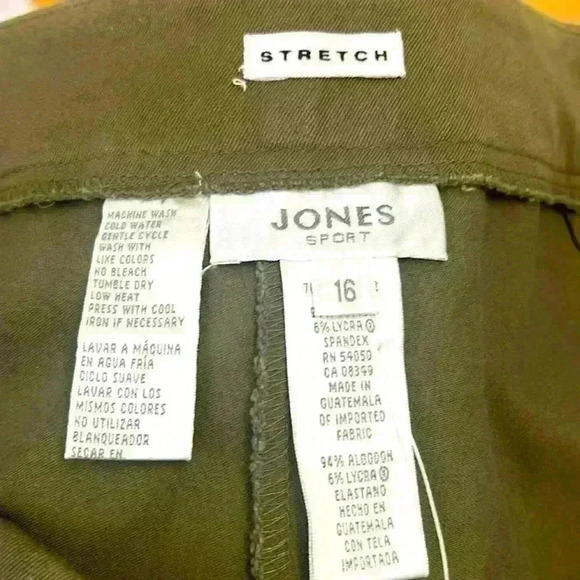 STRETCH
JONES
SPORT
MACHINE WASH
COLD WATER
GENTLE CYCLE
WASH WITH
LIKE COLORS
NO BLEACH
TUMBLE DRY
LOW HEAT
PRESS WITH COOL
IRON IF NECESSARY
LAVAR A MÁQUINA
EN AGUA FRÍA
CICLO SUAVE
LAVAR CON LOS
MISMOS COLORES
NO UTILIZAR
BLANQUEADOR
SECAR EN
16
6% LYCRA®
SPANDEX
RN 54050
CA 08349
MADE IN
GUATEMALA
OF IMPORTED
FABRIC
94% ALGODON
6% LYCRA®
ELASTANO
HECHO EN
GUATEMALA
CON TELA
IMPORTADA